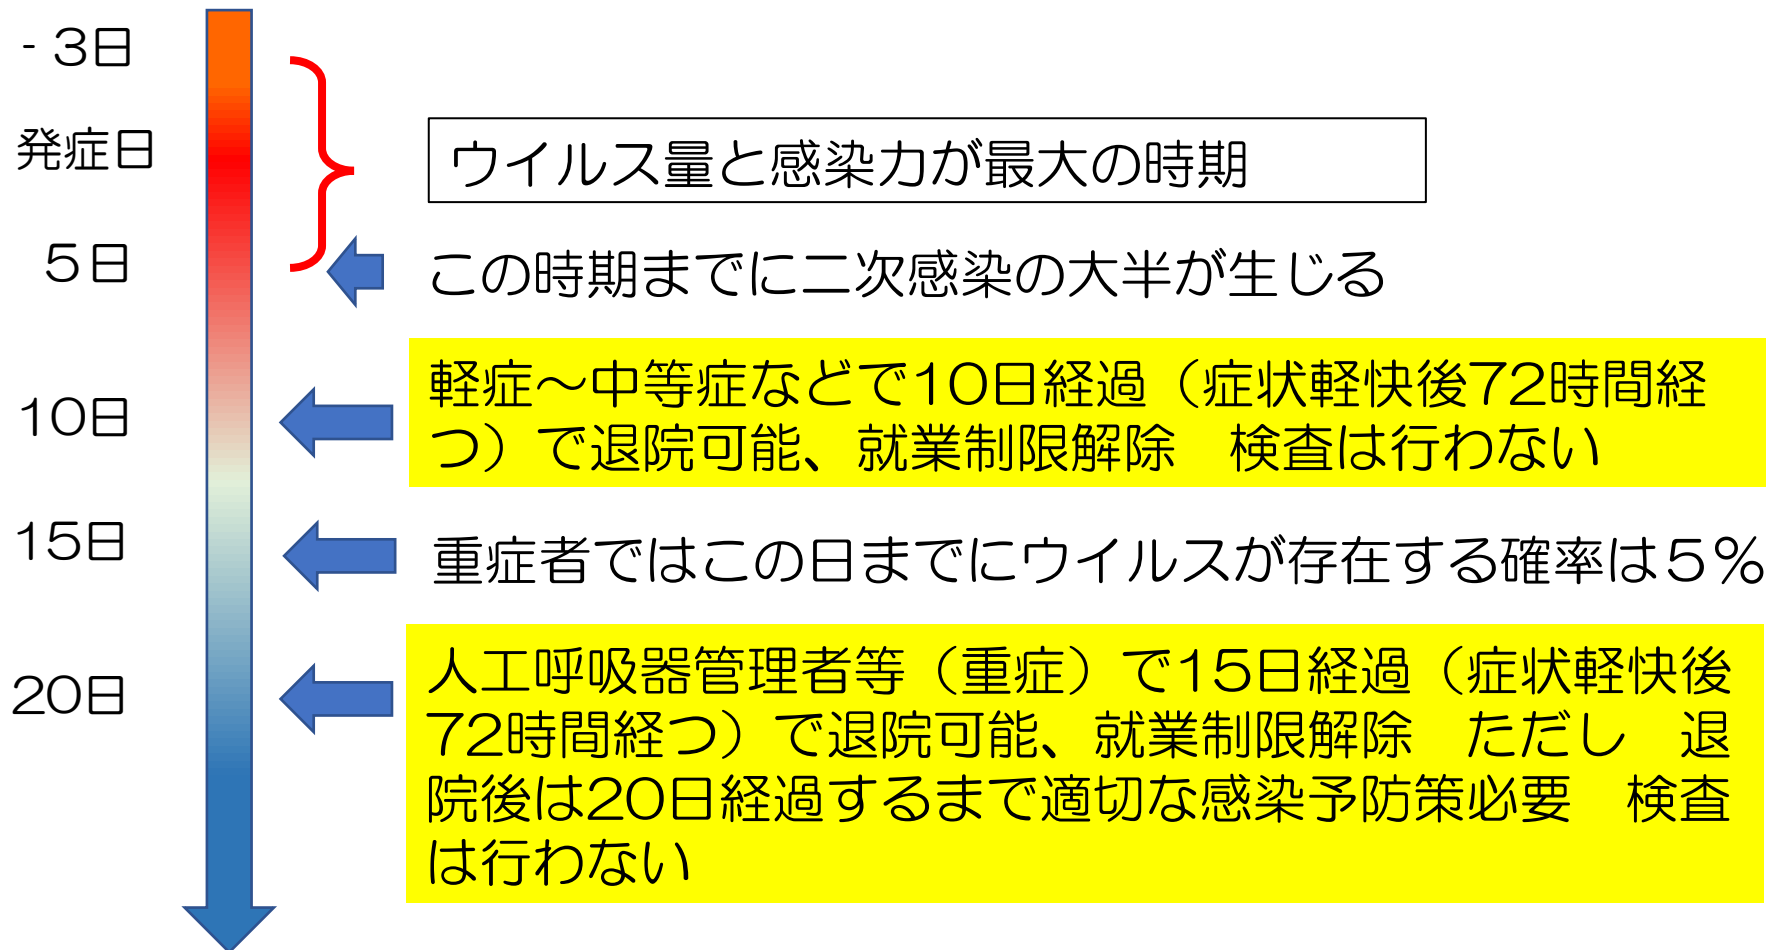 - 3日
発症日
ウイルス量と感染力が最大の時期
5日
この時期までに二次感染の大半が生じる
軽症～中等症などで10日経過（症状軽快後72時間経
つ）で退院可能、就業制限解除　検査は行わない
10日
15日
重症者ではこの日までにウイルスが存在する確率は５％
人工呼吸器管理者等（重症）で15日経過（症状軽快後
72時間経つ）で退院可能、就業制限解除　ただし　退
院後は20日経過するまで適切な感染予防策必要　検査
は行わない
20日